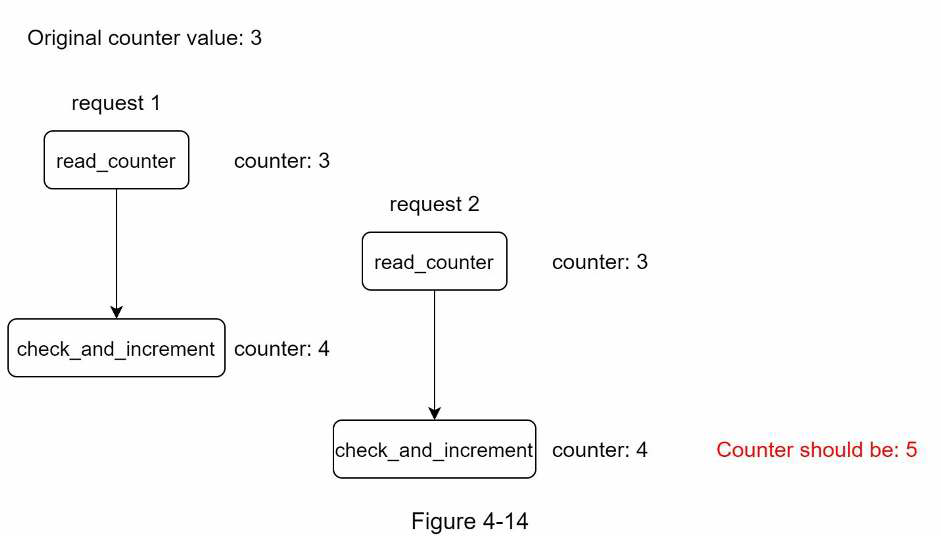 Original counter value: 3
request 1
read_counter
counter: 3
request 2
read_counter
counter: 3
check_and_increment
counter: 4
check_and_increment
counter: 4
Counter should be: 5
Figure 4-14